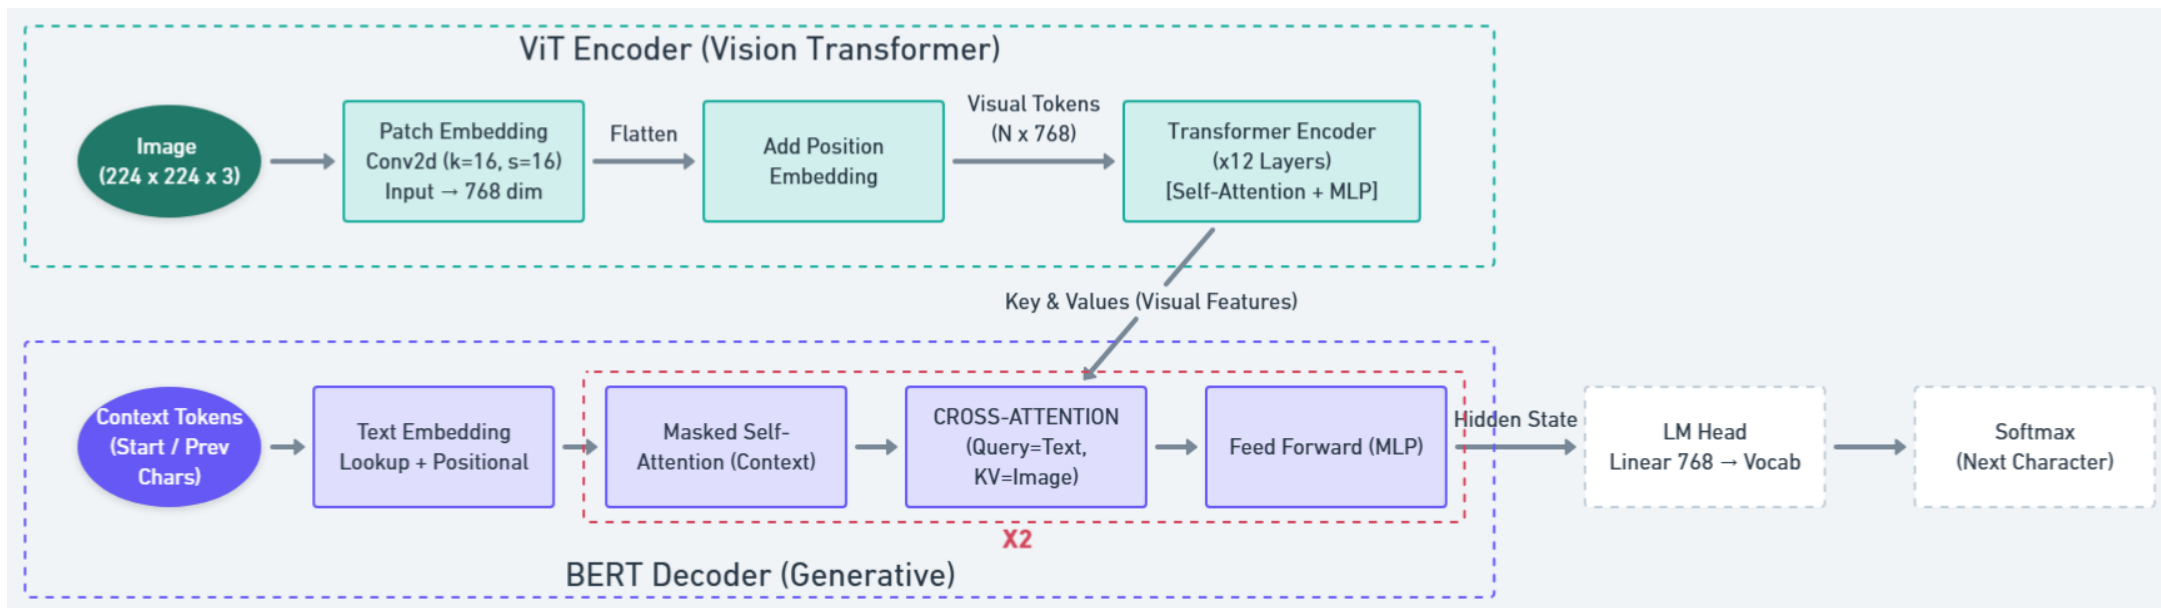 ViT Encoder (Vision Transformer)
Image
(224 x 224 x 3)
Patch Embedding
Conv2d (k=16, s=16)
Input → 768 dim
Flatten
Add Position
Embedding
Visual Tokens
(N x 768)
Transformer Encoder
(x12 Layers)
[Self-Attention + MLP]
Key & Values (Visual Features)
Context Tokens
(Start / Prev
Chars)
Text Embedding
Lookup + Positional
Masked Self-
Attention (Context)
CROSS-ATTENTION
(Query=Text,
KV=Image)
Feed Forward (MLP)
Hidden State
LM Head
Linear 768 → Vocab
Softmax
(Next Character)
X2
BERT Decoder (Generative)